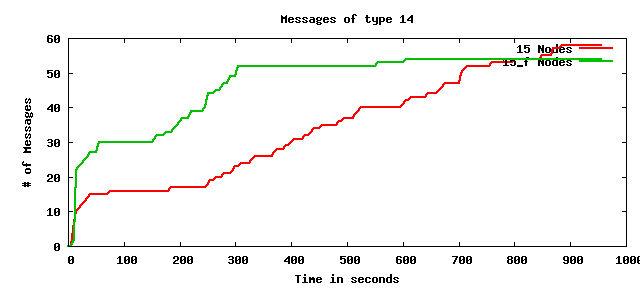 Messages of type 14
60
50
40
30
20
10
0
# of Messages
15 Nodes
15_f Nodes
0 100 200 300 400 500 600 700 800 900 1000
Time in seconds